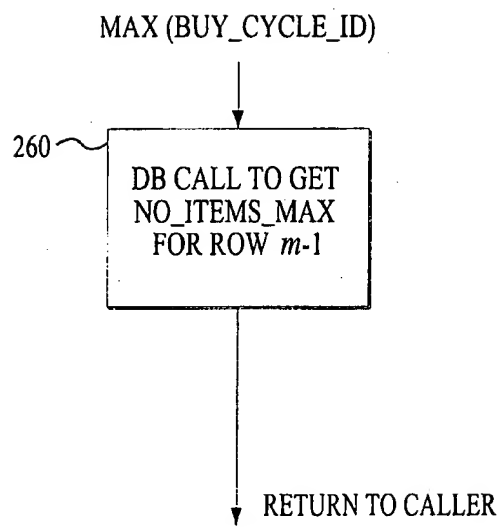 MAX (BUY_CYCLE_ID)
260
DB CALL TO GET
NO_ITEMS_MAX
FOR ROW m-1
RETURN TO CALLER